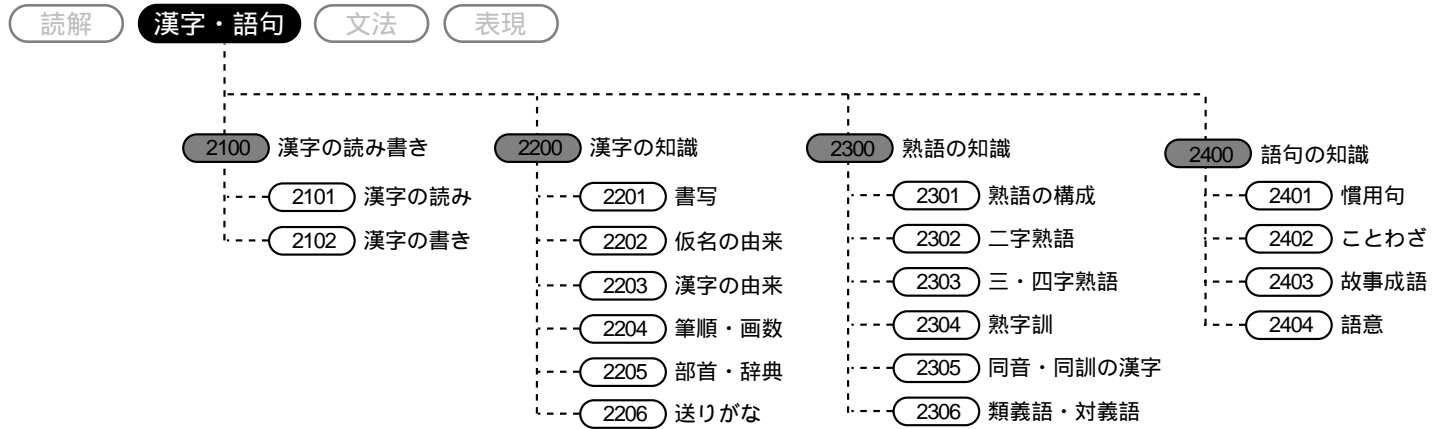 読解 漢字・語句 文法 表現
2100 漢字の読み書き
2101 漢字の読み
2102 漢字の書き
2200 漢字の知識
2201 書写
2202 仮名の由来
2203 漢字の由来
2204 筆順・画数
2205 部首・辞典
2206 送りがな
2300 熟語の知識
2301 熟語の構成
2302 二字熟語
2303 三・四字熟語
2304 熟字訓
2305 同音・同訓の漢字
2306 類義語・対義語
2400 語句の知識
2401 慣用句
2402 ことわざ
2403 故事成語
2404 語意